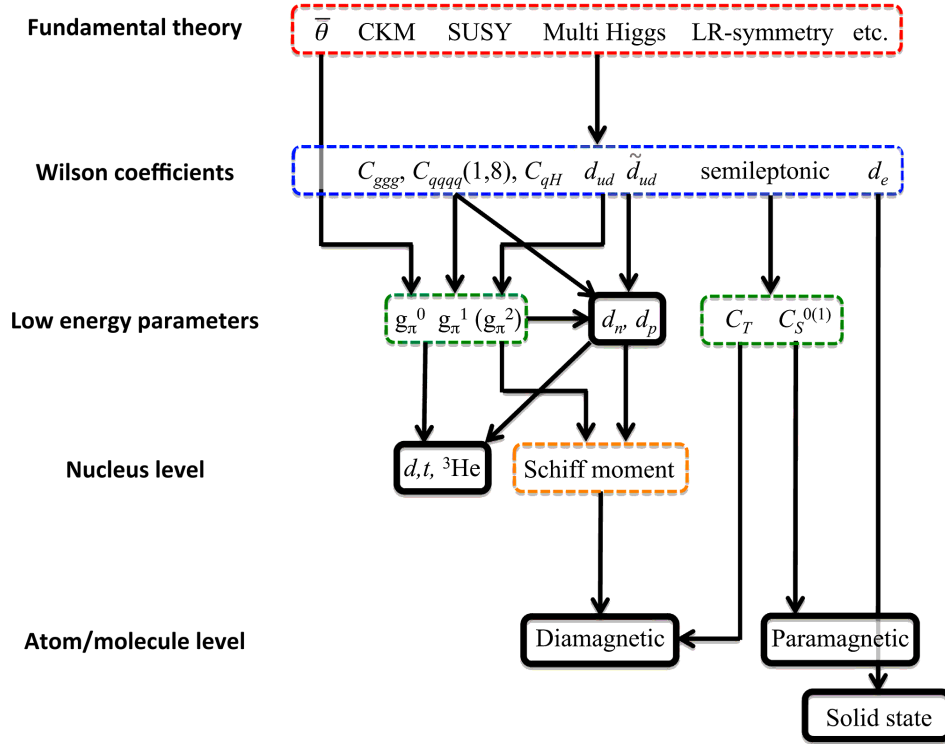 Fundamental theory θ̅ CKM SUSY Multi Higgs LR-symmetry etc.
Wilson coefficients C_ggg, C_qqqq(1,8), C_qH d_ud d̃_ud semileptonic d_e
Low energy parameters g_π^0 g_π^1 (g_π^2) d_n, d_p C_T C_S^0(1)
Nucleus level d,t, ³He Schiff moment
Atom/molecule level Diamagnetic Paramagnetic
Solid state